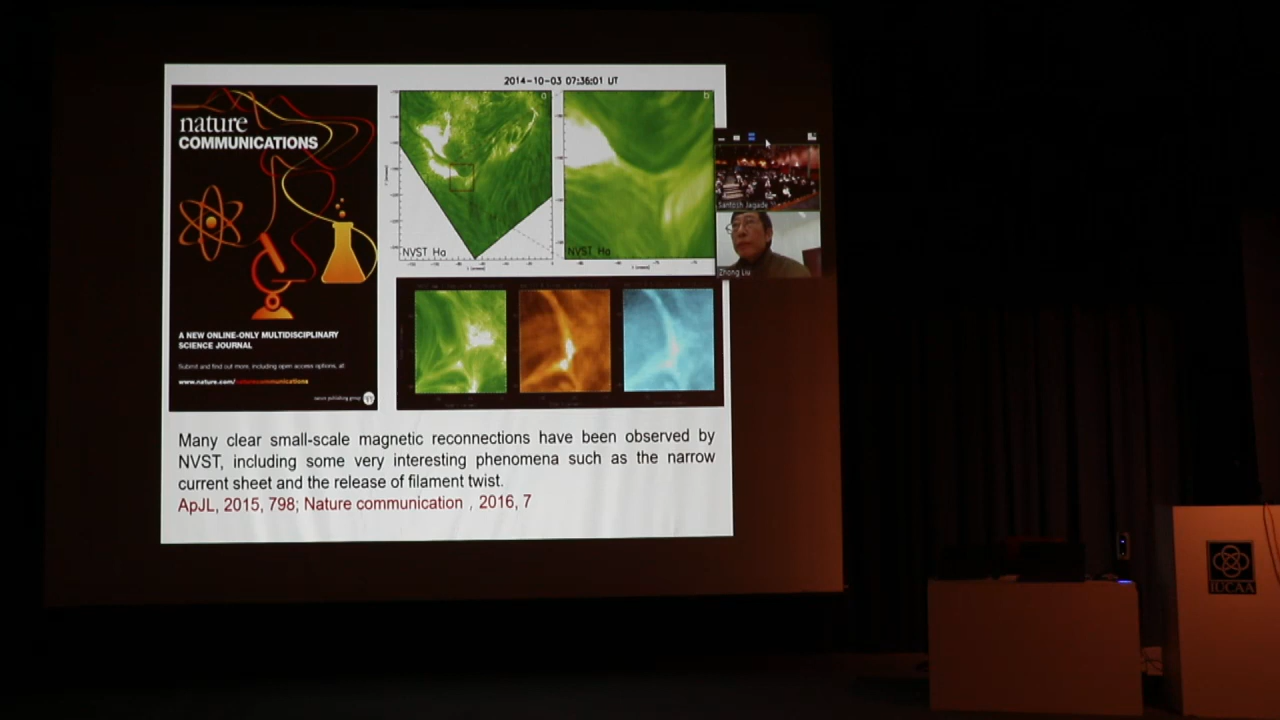 2014-10-03 07:36:01 UT
nature
COMMUNICATIONS
a
b
NVST Ha
NVST Ha
Santosh Jagade
Zhong Liu
A NEW ONLINE-ONLY MULTIDISCIPLINARY
SCIENCE JOURNAL
Submit and find out more, including open access options, at
www.nature.com/naturecommunications
nature publishing group
Many clear small-scale magnetic reconnections have been observed by
NVST, including some very interesting phenomena such as the narrow
current sheet and the release of filament twist.
ApJL, 2015, 798; Nature communication , 2016, 7
IUCAA